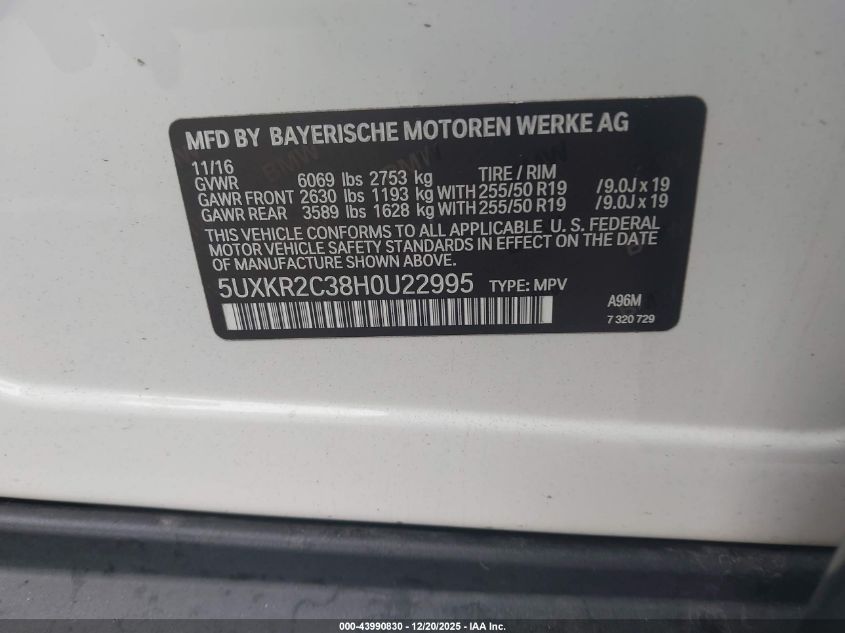 MFD BY BAYERISCHE MOTOREN WERKE AG
11/16
GVWR 6069 lbs 2753 kg TIRE / RIM
GAWR FRONT 2630 lbs 1193 kg WITH 255/50 R19 /9.0J x 19
GAWR REAR 3589 lbs 1628 kg WITH 255/50 R19 /9.0J x 19
THIS VEHICLE CONFORMS TO ALL APPLICABLE U. S. FEDERAL
MOTOR VEHICLE SAFETY STANDARDS IN EFFECT ON THE DATE
OF MANUFACTURE SHOWN ABOVE.
5UXKR2C38H0U22995 TYPE: MPV
A96M
7 320 729
000-43990830 - 12/20/2025 - IAA Inc.